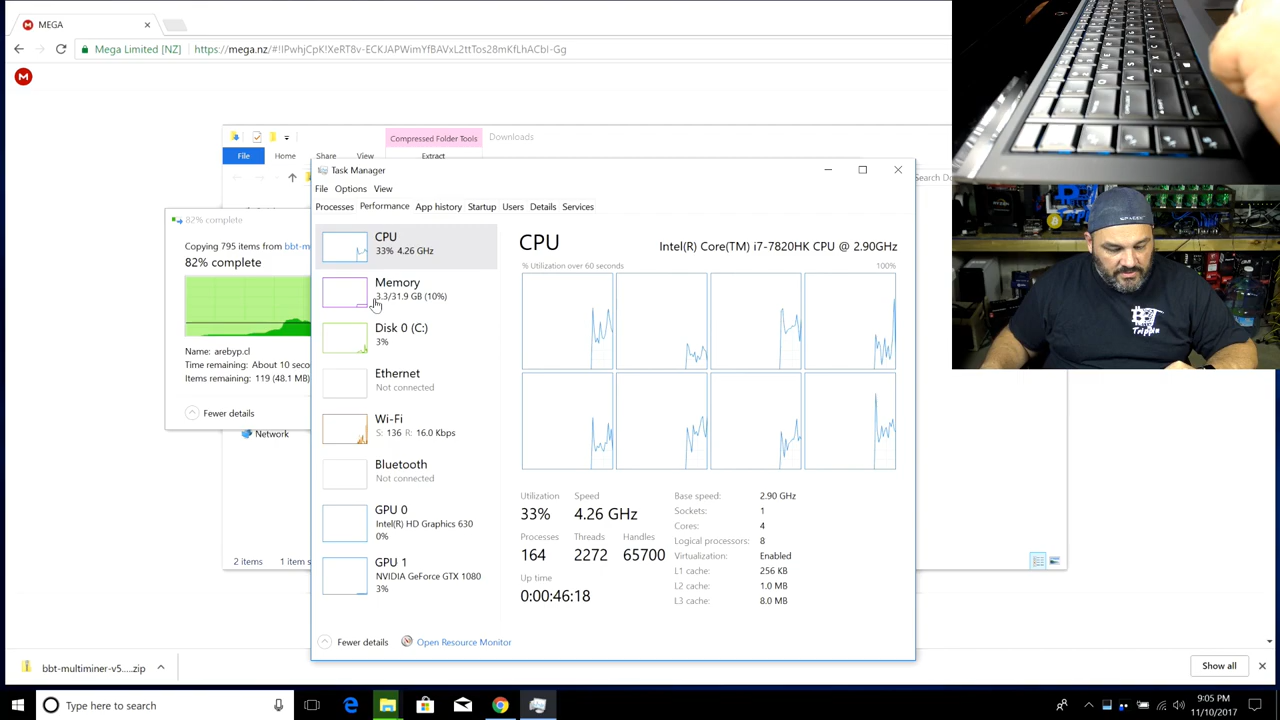 MEGA
Mega Limited [NZ]
Compressed Folder Tools
Downloads
File Home Share View Extract
Search Do
Task Manager
File Options View
Processes Performance App history Startup Users Details Services
82% complete
Copying 795 items from bbt-m
82% complete
Name: arebyp.cl
Time remaining: About 10 seco
Items remaining: 119 (48.1 MB)
Fewer details
Network
2 items 1 item s
CPU
33% 4.26 GHz
Memory
3.3/31.9 GB (10%)
Disk 0 (C:)
3%
Ethernet
Not connected
Wi-Fi
S: 136 R: 16.0 Kbps
Bluetooth
Not connected
GPU 0
Intel(R) HD Graphics 630
0%
GPU 1
NVIDIA GeForce GTX 1080
3%
CPU
Intel(R) Core(TM) i7-7820HK CPU @ 2.90GHz
% Utilization over 60 seconds
100%
Utilization Speed
33% 4.26 GHz
Processes Threads Handles
164 2272 65700
Up time
0:00:46:18
Base speed: 2.90 GHz
Sockets: 1
Cores: 4
Logical processors: 8
Virtualization: Enabled
L1 cache: 256 KB
L2 cache: 1.0 MB
L3 cache: 8.0 MB
Fewer details
Open Resource Monitor
bbt-multiminer-v5.....zip
Show all
Type here to search
9:05 PM
11/10/2017
Trippin